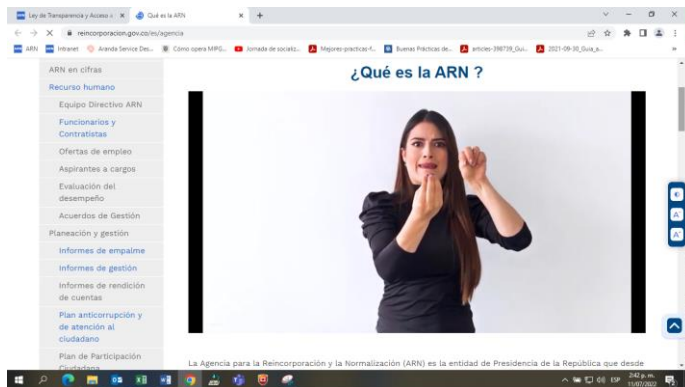 Ley de Transparencia y Acceso a
Qué es la ARN
reincorporacion.gov.co/es/agencia
ARN
Intranet
Aranda Service Des...
Cómo opera MIPG...
Jornada de socializ...
Mejores-practicas-f...
Buenas Prácticas de...
articles-398739_Gui...
2021-09-30_Guia_a...
ARN en cifras
Recurso humano
Equipo Directivo ARN
Funcionarios y
Contratistas
Ofertas de empleo
Aspirantes a cargos
Evaluación del
desempeño
Acuerdos de Gestión
Planeación y gestión
Informes de empalme
Informes de gestión
Informes de rendición
de cuentas
Plan anticorrupción y
de atención al
ciudadano
Plan de Participación
Ciudadana
¿Qué es la ARN ?
La Agencia para la Reincorporación y la Normalización (ARN) es la entidad de Presidencia de la República que desde
ESP
2:42 p. m.
11/07/2022